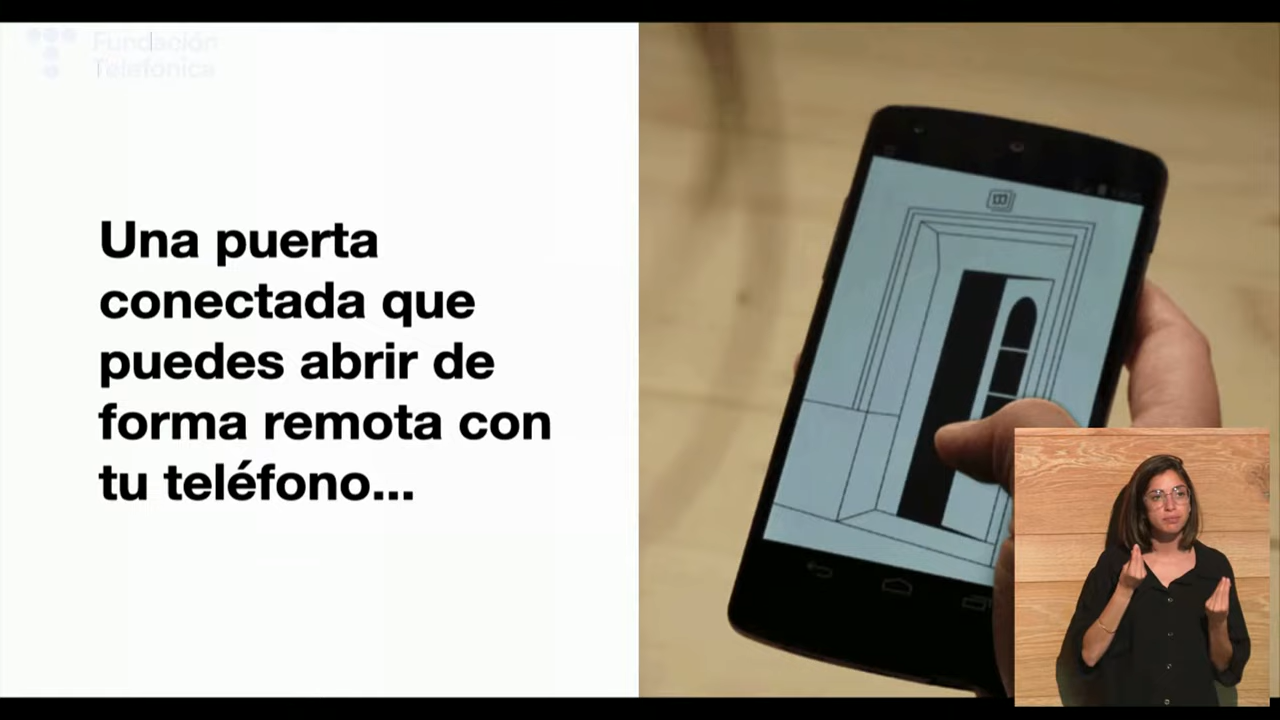 Fundación
Telefónica
Una puerta
conectada que
puedes abrir de
forma remota con
tu teléfono...